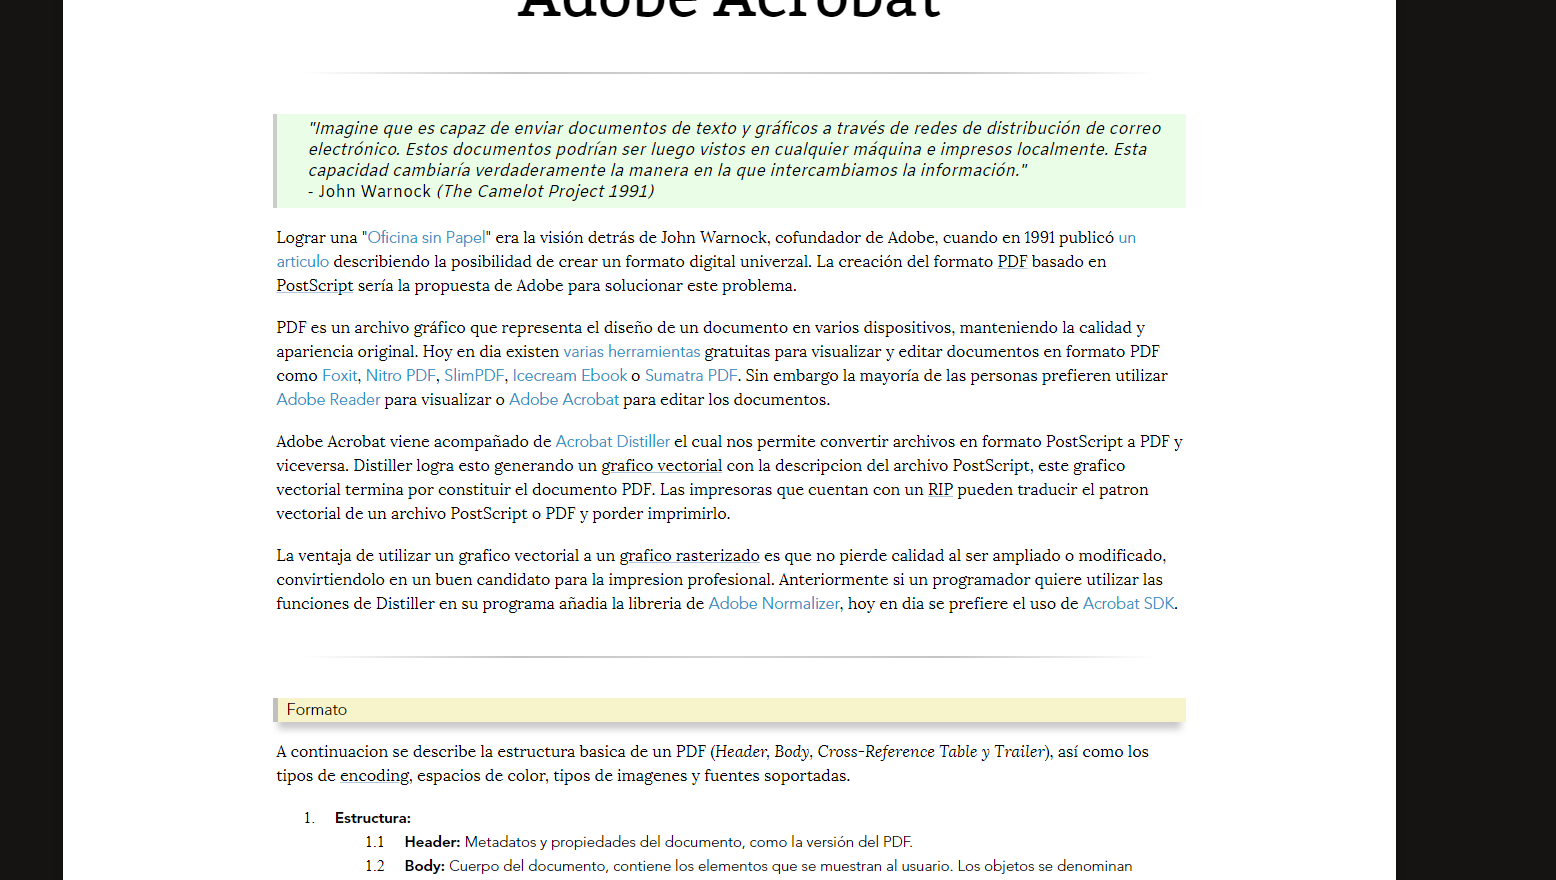 Adobe Acrobat
"Imagine que es capaz de enviar documentos de texto y gráficos a través de redes de distribución de correo
electrónico. Estos documentos podrían ser luego vistos en cualquier máquina e impresos localmente. Esta
capacidad cambiaría verdaderamente la manera en la que intercambiamos la información."
- John Warnock (The Camelot Project 1991)
Lograr una "Oficina sin Papel" era la visión detrás de John Warnock, cofundador de Adobe, cuando en 1991 publicó un
articulo describiendo la posibilidad de crear un formato digital univerzal. La creación del formato PDF basado en
PostScript sería la propuesta de Adobe para solucionar este problema.
PDF es un archivo gráfico que representa el diseño de un documento en varios dispositivos, manteniendo la calidad y
apariencia original. Hoy en dia existen varias herramientas gratuitas para visualizar y editar documentos en formato PDF
como Foxit, Nitro PDF, SlimPDF, Icecream Ebook o Sumatra PDF. Sin embargo la mayoría de las personas prefieren utilizar
Adobe Reader para visualizar o Adobe Acrobat para editar los documentos.
Adobe Acrobat viene acompañado de Acrobat Distiller el cual nos permite convertir archivos en formato PostScript a PDF y
viceversa. Distiller logra esto generando un grafico vectorial con la descripcion del archivo PostScript, este grafico
vectorial termina por constituir el documento PDF. Las impresoras que cuentan con un RIP pueden traducir el patron
vectorial de un archivo PostScript o PDF y porder imprimirlo.
La ventaja de utilizar un grafico vectorial a un grafico rasterizado es que no pierde calidad al ser ampliado o modificado,
convirtiendolo en un buen candidato para la impresion profesional. Anteriormente si un programador quiere utilizar las
funciones de Distiller en su programa añadia la libreria de Adobe Normalizer, hoy en dia se prefiere el uso de Acrobat SDK.
Formato
A continuacion se describe la estructura basica de un PDF (Header, Body, Cross-Reference Table y Trailer), así como los
tipos de encoding, espacios de color, tipos de imagenes y fuentes soportadas.
1. Estructura:
1.1 Header: Metadatos y propiedades del documento, como la versión del PDF.
1.2 Body: Cuerpo del documento, contiene los elementos que se muestran al usuario. Los objetos se denominan